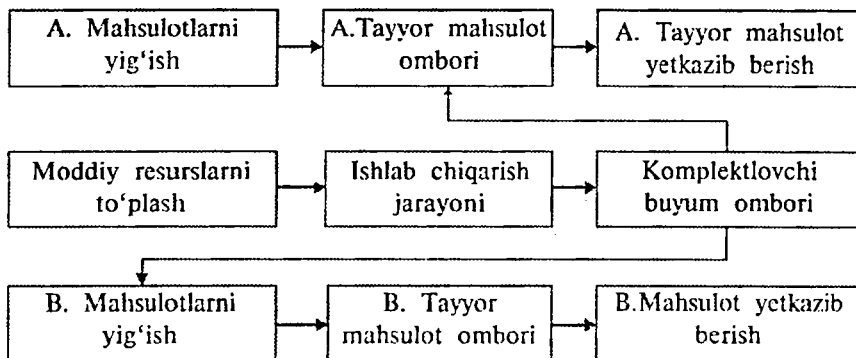 A. Mahsulotlarni
yig‘ish
A.Tayyor mahsulot
ombori
A. Tayyor mahsulot
yetkazib berish
Moddiy resurslarni
to‘plash
Ishlab chiqarish
jarayoni
Komplektlovchi
buyum ombori
B. Mahsulotlarni
yig‘ish
B. Tayyor
mahsulot ombori
B.Mahsulot yetkazib
berish